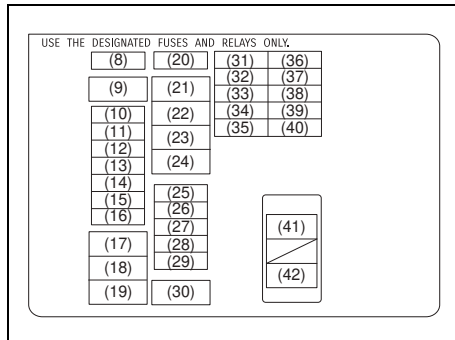 USE THE DESIGNATED FUSES AND RELAYS ONLY.
(8) (20) (31) (36)
(32) (37)
(9) (21) (33) (38)
(10) (22) (34) (39)
(11) (35) (40)
(12) (23)
(13)
(14) (24)
(15) (25)
(16) (26)
(27) (41)
(17) (28)
(18) (29)
(42)
(19) (30)